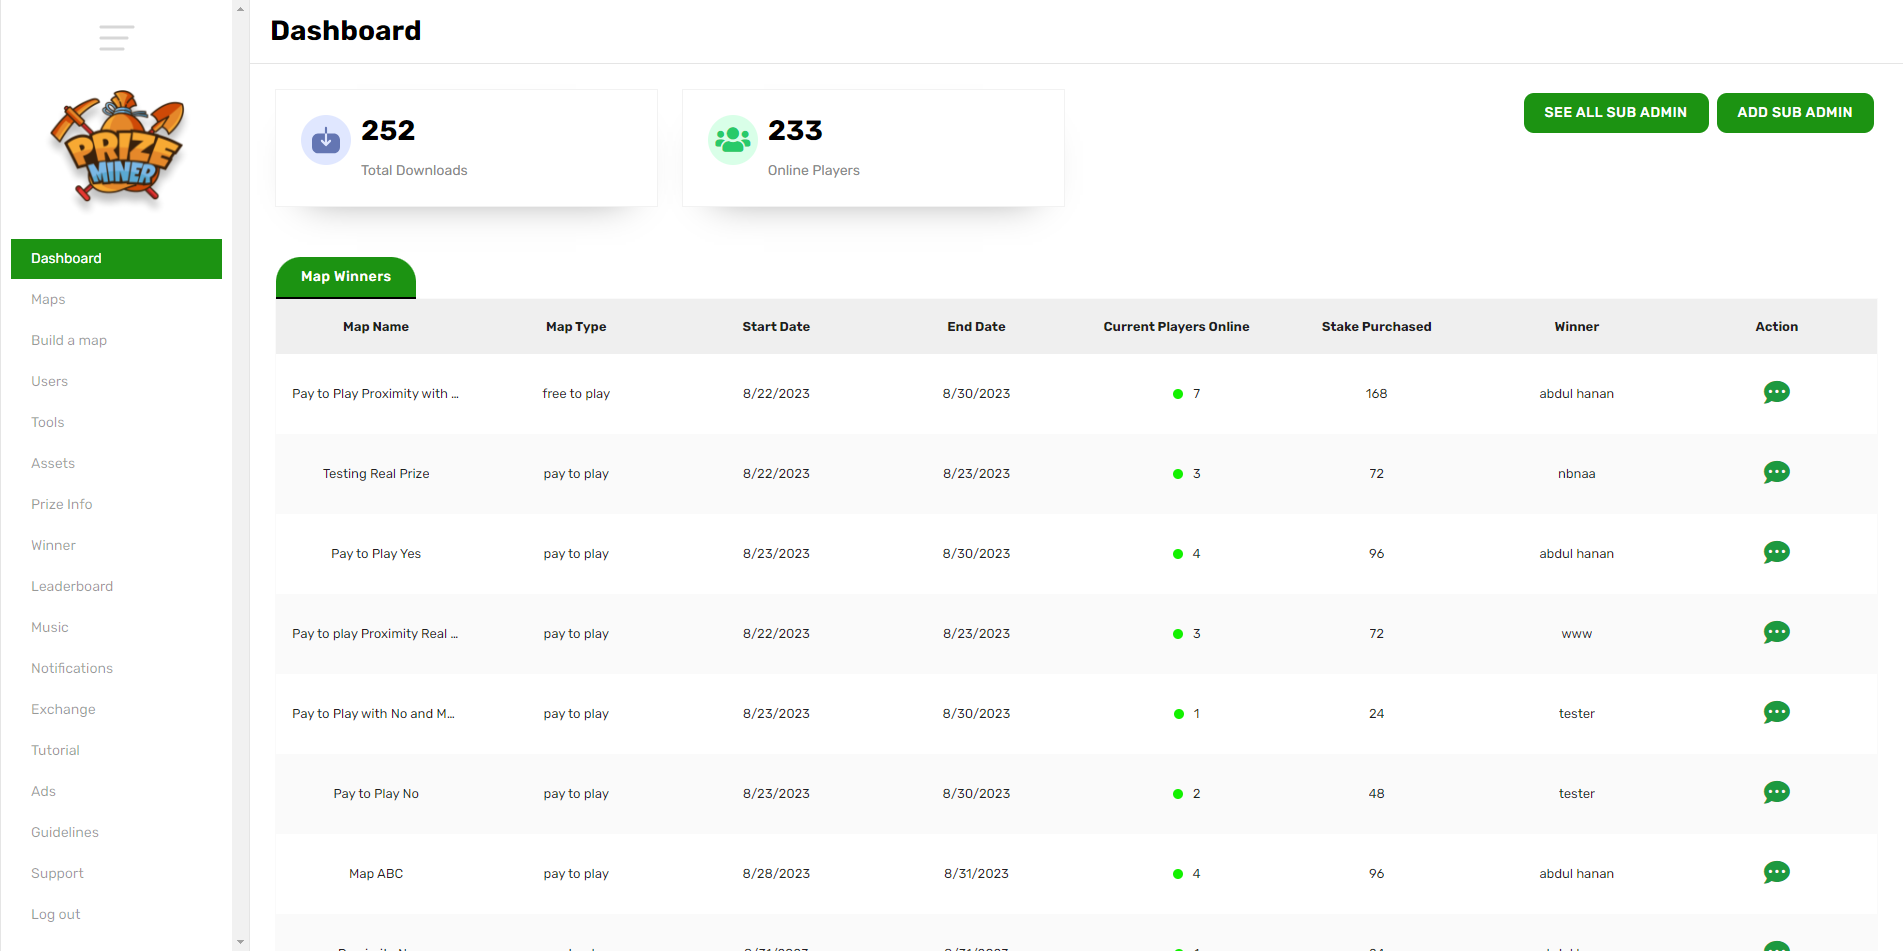 Dashboard
PRIZE
MINER
252
Total Downloads
233
Online Players
SEE ALL SUB ADMIN
ADD SUB ADMIN
Dashboard
Maps
Build a map
Users
Tools
Assets
Prize Info
Winner
Leaderboard
Music
Notifications
Exchange
Tutorial
Ads
Guidelines
Support
Log out
Map Winners
Map Name Map Type Start Date End Date Current Players Online Stake Purchased Winner Action
Pay to Play Proximity with ... free to play 8/22/2023 8/30/2023 7 168 abdul hanan
Testing Real Prize pay to play 8/22/2023 8/23/2023 3 72 nbnaa
Pay to Play Yes pay to play 8/23/2023 8/30/2023 4 96 abdul hanan
Pay to play Proximity Real ... pay to play 8/22/2023 8/23/2023 3 72 www
Pay to Play with No and M... pay to play 8/23/2023 8/30/2023 1 24 tester
Pay to Play No pay to play 8/23/2023 8/30/2023 2 48 tester
Map ABC pay to play 8/28/2023 8/31/2023 4 96 abdul hanan